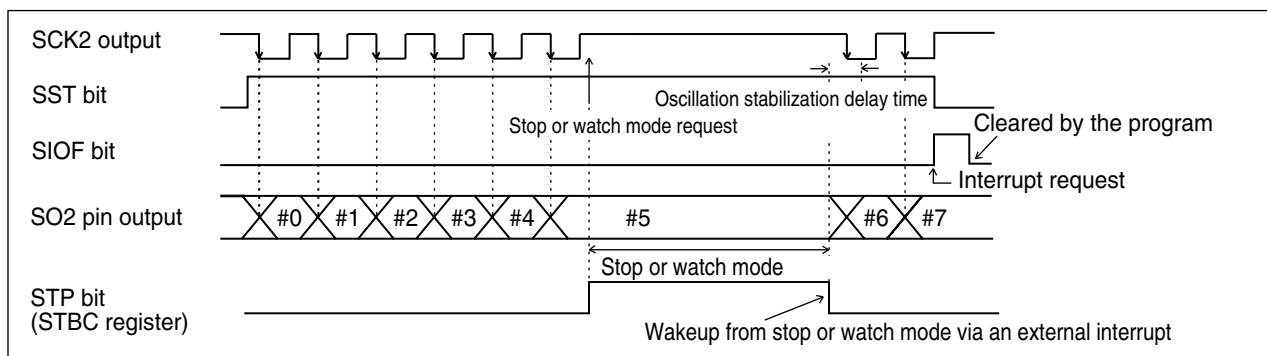 SCK2 output
SST bit
Oscillation stabilization delay time
Stop or watch mode request
Cleared by the program
SIOF bit
Interrupt request
SO2 pin output
#0
#1
#2
#3
#4
#5
#6
#7
Stop or watch mode
STP bit
(STBC register)
Wakeup from stop or watch mode via an external interrupt